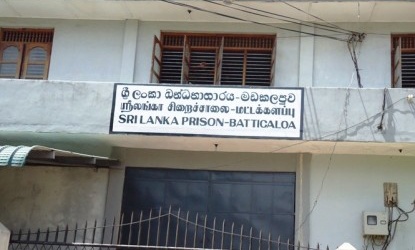 ශ්‍රී ලංකා බන්ධනාගාරය-මඩකලපුව
ஸ்ரீலங்கா சிறைச்சாலை-மட்டக்களப்பு
SRI LANKA PRISON-BATTICALOA